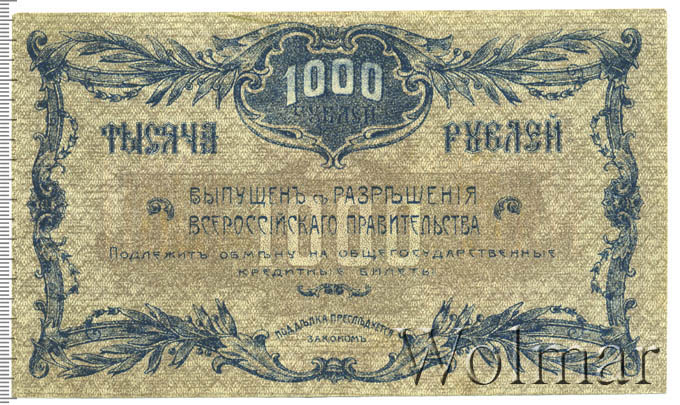 1000
РУБЛЕЙ
ТЫСЯЧА РУБЛЕЙ
ВЫПУЩЕНЪ съ РАЗРѢШЕНІЯ
ВСЕРОССІЙСКАГО ПРАВИТЕЛЬСТВА
1000
ПОДЛЕЖИТЪ ОБМѢНУ НА ОБЩЕГОСУДАРСТВЕННЫЕ
КРЕДИТНЫЕ БИЛЕТЫ
ПОДДѢЛКА ПРЕСЛѢДУЕТСЯ
ЗАКОНОМЪ
Wolmar